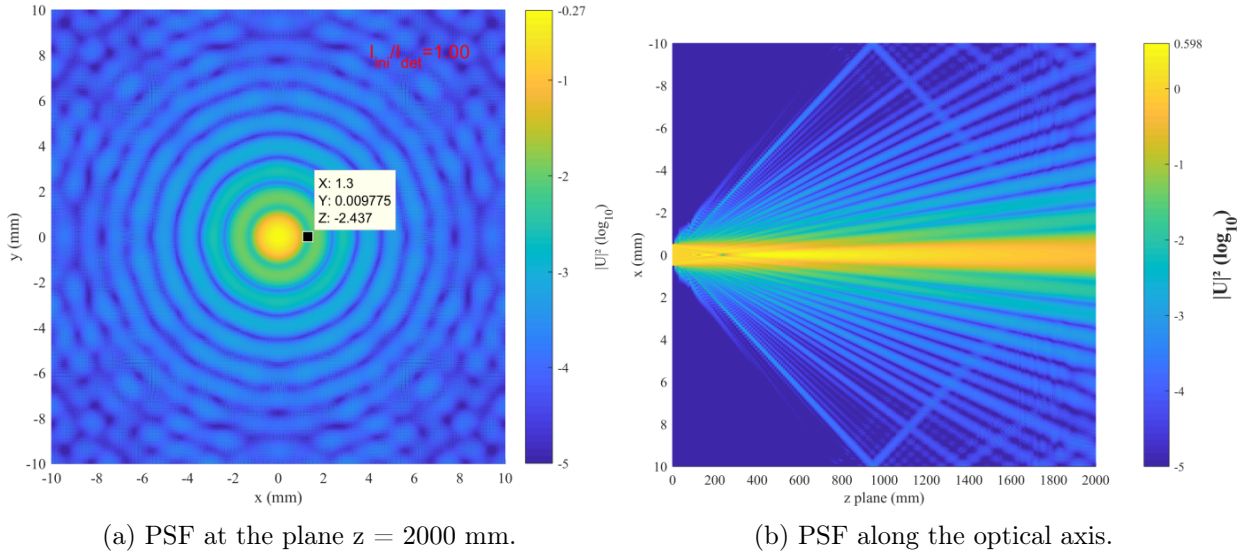 10
8
6
4
2
0
-2
-4
-6
-8
-10
y (mm)
-10 -8 -6 -4 -2 0 2 4 6 8 10
x (mm)
I_ini/I_det=1.00
X: 1.3
Y: 0.009775
Z: -2.437
-0.27
-1
-2
-3
-4
-5
|U|² (log10)
(a) PSF at the plane z = 2000 mm.
-10
-8
-6
-4
-2
0
2
4
6
8
10
x (mm)
0 200 400 600 800 1000 1200 1400 1600 1800 2000
z plane (mm)
0.598
0
-1
-2
-3
-4
-5
|U|² (log10)
(b) PSF along the optical axis.